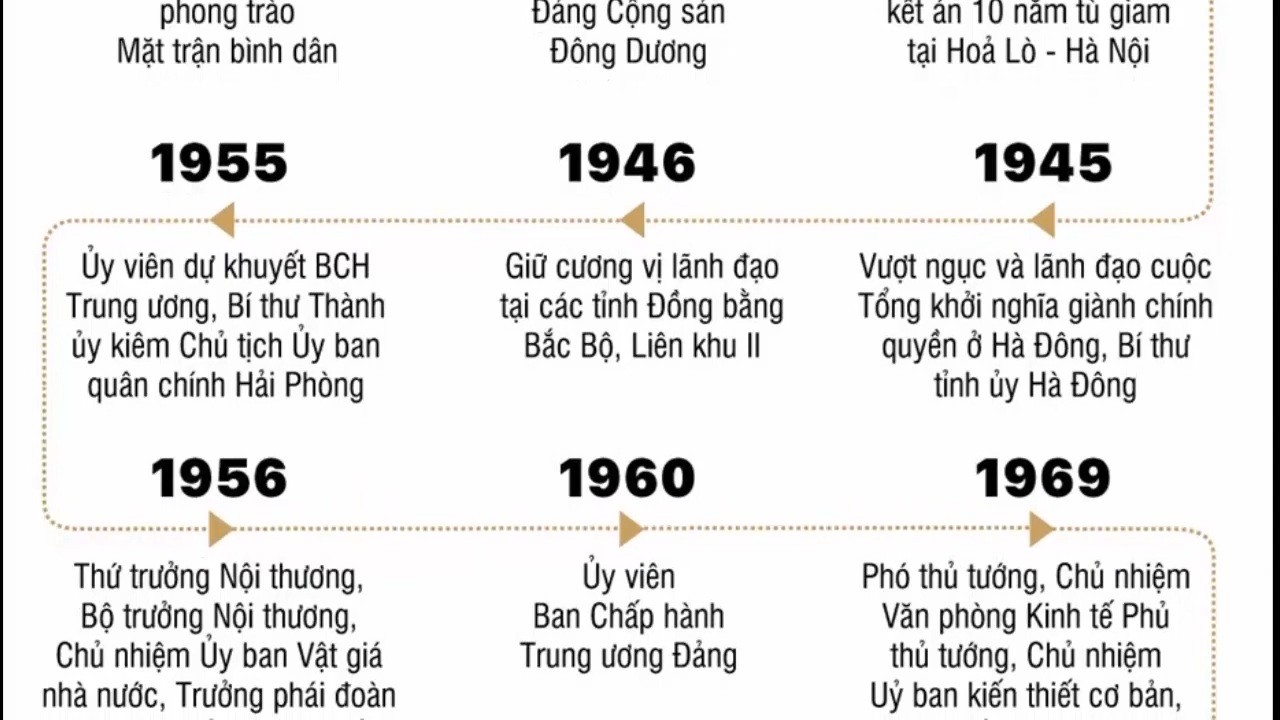 phong trào
Mặt trận bình dân
Đảng Cộng sản
Đông Dương
kết án 10 năm tù giam
tại Hoả Lò - Hà Nội
1945
Vượt ngục và lãnh đạo cuộc
Tổng khởi nghĩa giành chính
quyền ở Hà Đông, Bí thư
tỉnh ủy Hà Đông
1946
Giữ cương vị lãnh đạo
tại các tỉnh Đồng bằng
Bắc Bộ, Liên khu II
1955
Ủy viên dự khuyết BCH
Trung ương, Bí thư Thành
ủy kiêm Chủ tịch Ủy ban
quân chính Hải Phòng
1956
Thứ trưởng Nội thương,
Bộ trưởng Nội thương,
Chủ nhiệm Ủy ban Vật giá
nhà nước, Trưởng phái đoàn
1960
Ủy viên
Ban Chấp hành
Trung ương Đảng
1969
Phó thủ tướng, Chủ nhiệm
Văn phòng Kinh tế Phủ
thủ tướng, Chủ nhiệm
Uỷ ban kiến thiết cơ bản,